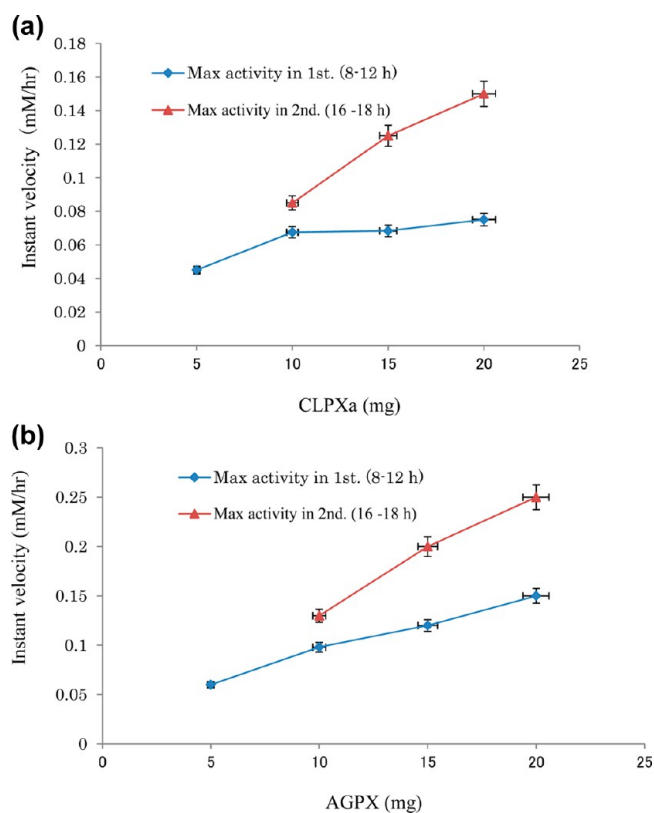 (a)
0.18
0.16
0.14
0.12
0.1
0.08
0.06
0.04
0.02
0
Instant velocity (mM/hr)
Max activity in 1st. (8-12 h)
Max activity in 2nd. (16 -18 h)
0 5 10 15 20 25
CLPXa (mg)
(b)
0.3
0.25
0.2
0.15
0.1
0.05
0
Instant velocity (mM/hr)
Max activity in 1st. (8-12 h)
Max activity in 2nd. (16 -18 h)
0 5 10 15 20 25
AGPX (mg)